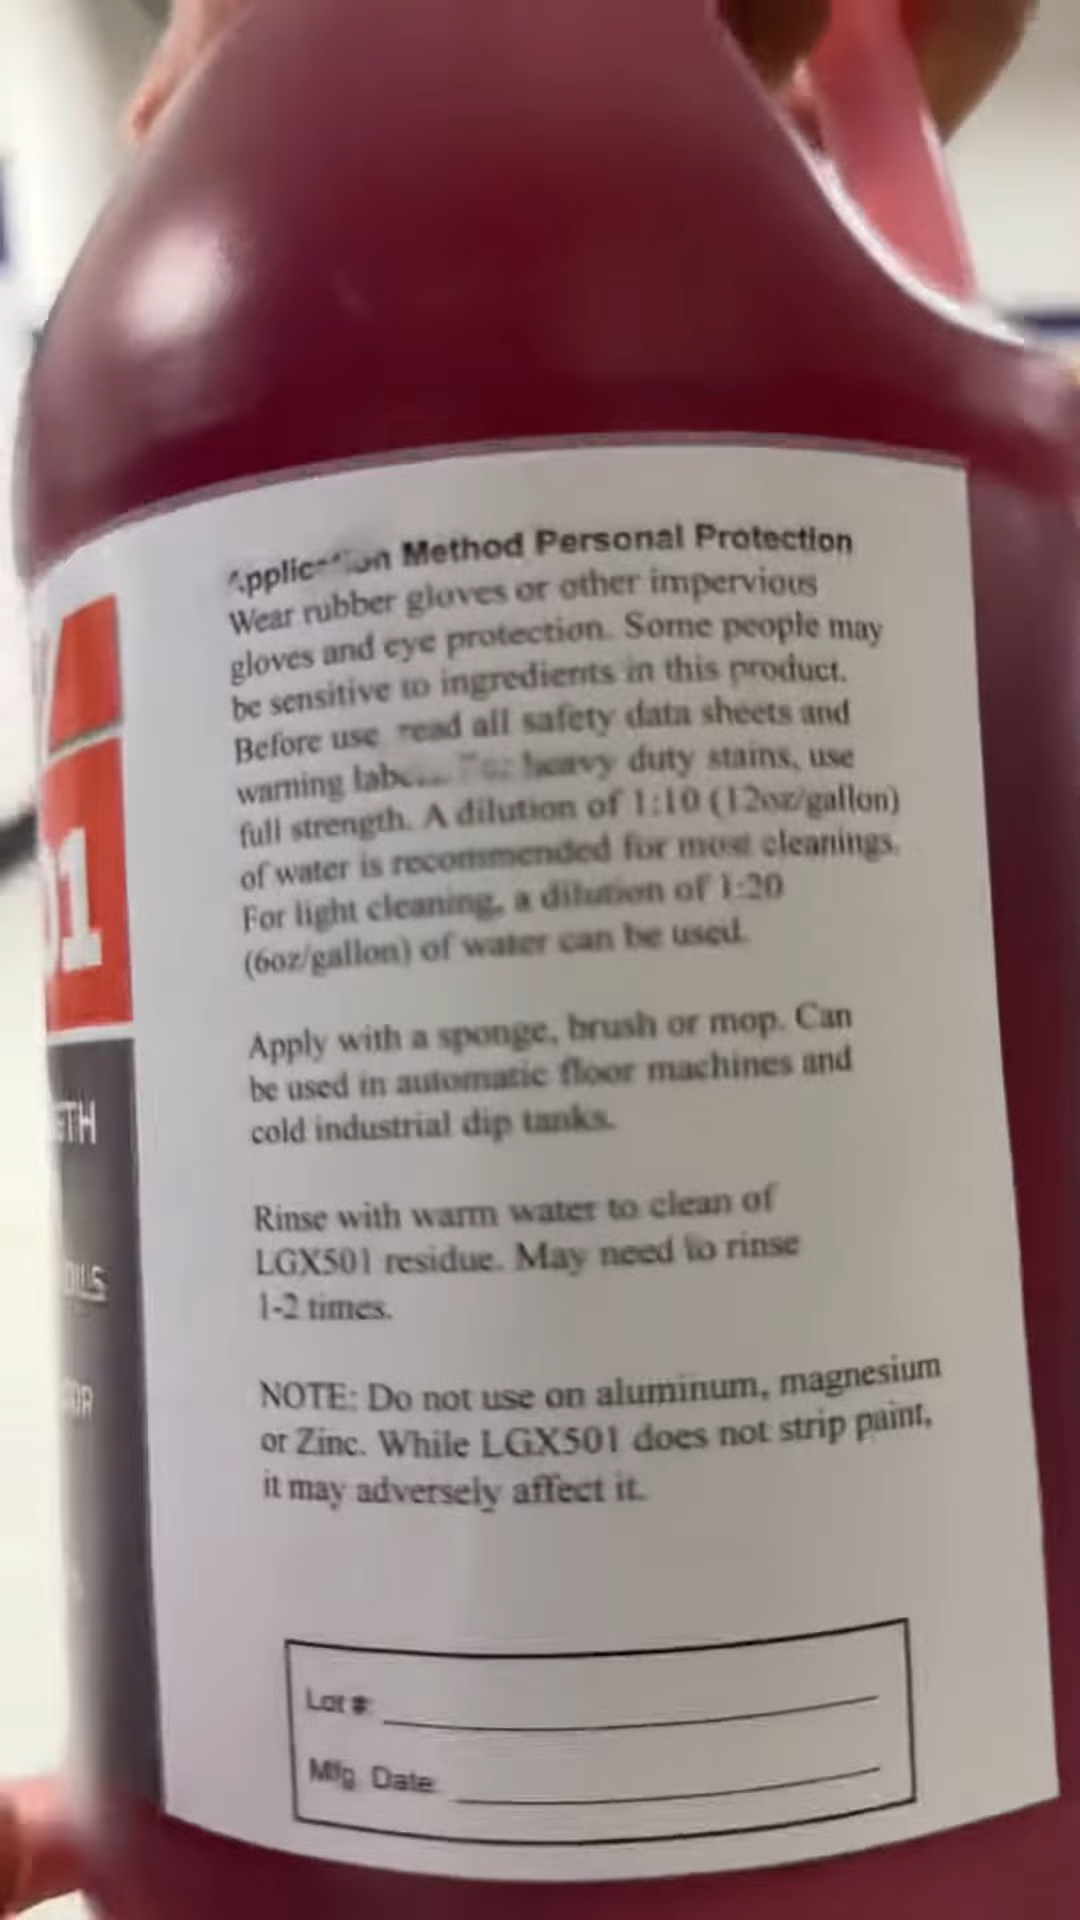 Application Method Personal Protection
Wear rubber gloves or other impervious
gloves and eye protection. Some people may
be sensitive to ingredients in this product.
Before use read all safety data sheets and
warning heavy duty stains, use
full strength. A dilution of 1:10 (12oz/gallon)
of water is recommended for most cleanings.
For light cleaning, a dilution of 1:20
(6oz/gallon) of water can be used.
Apply with a sponge, brush or mop. Can
be used in automatic floor machines and
cold industrial dip tanks.
Rinse with warm water to clean of
LGX501 residue. May need to rinse
1-2 times.
NOTE: Do not use on aluminum, magnesium
or Zinc. While LGX501 does not strip paint,
it may adversely affect it.
Lot #:
Mfg. Date:
01
GTH
OILS